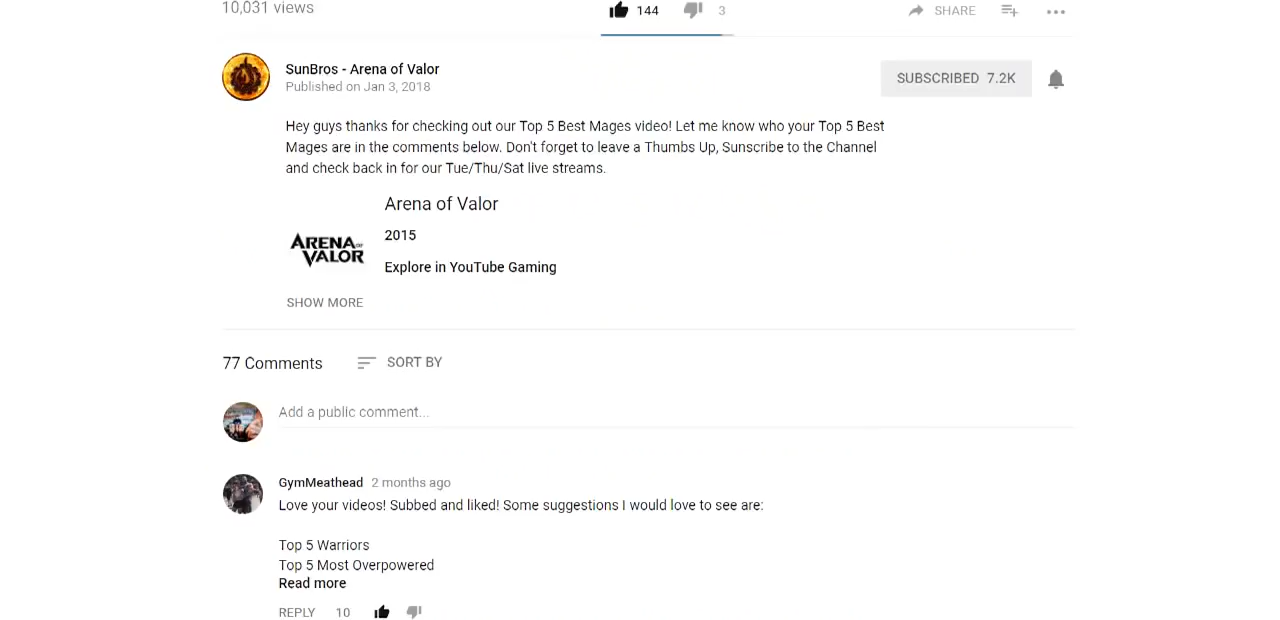 10,031 views
144
3
SHARE
SunBros - Arena of Valor
Published on Jan 3, 2018
SUBSCRIBED 7.2K
Hey guys thanks for checking out our Top 5 Best Mages video! Let me know who your Top 5 Best
Mages are in the comments below. Don't forget to leave a Thumbs Up, Sunscribe to the Channel
and check back in for our Tue/Thu/Sat live streams.
ARENA OF
VALOR
Arena of Valor
2015
Explore in YouTube Gaming
SHOW MORE
77 Comments
SORT BY
Add a public comment...
GymMeathead 2 months ago
Love your videos! Subbed and liked! Some suggestions I would love to see are:
Top 5 Warriors
Top 5 Most Overpowered
Read more
REPLY 10